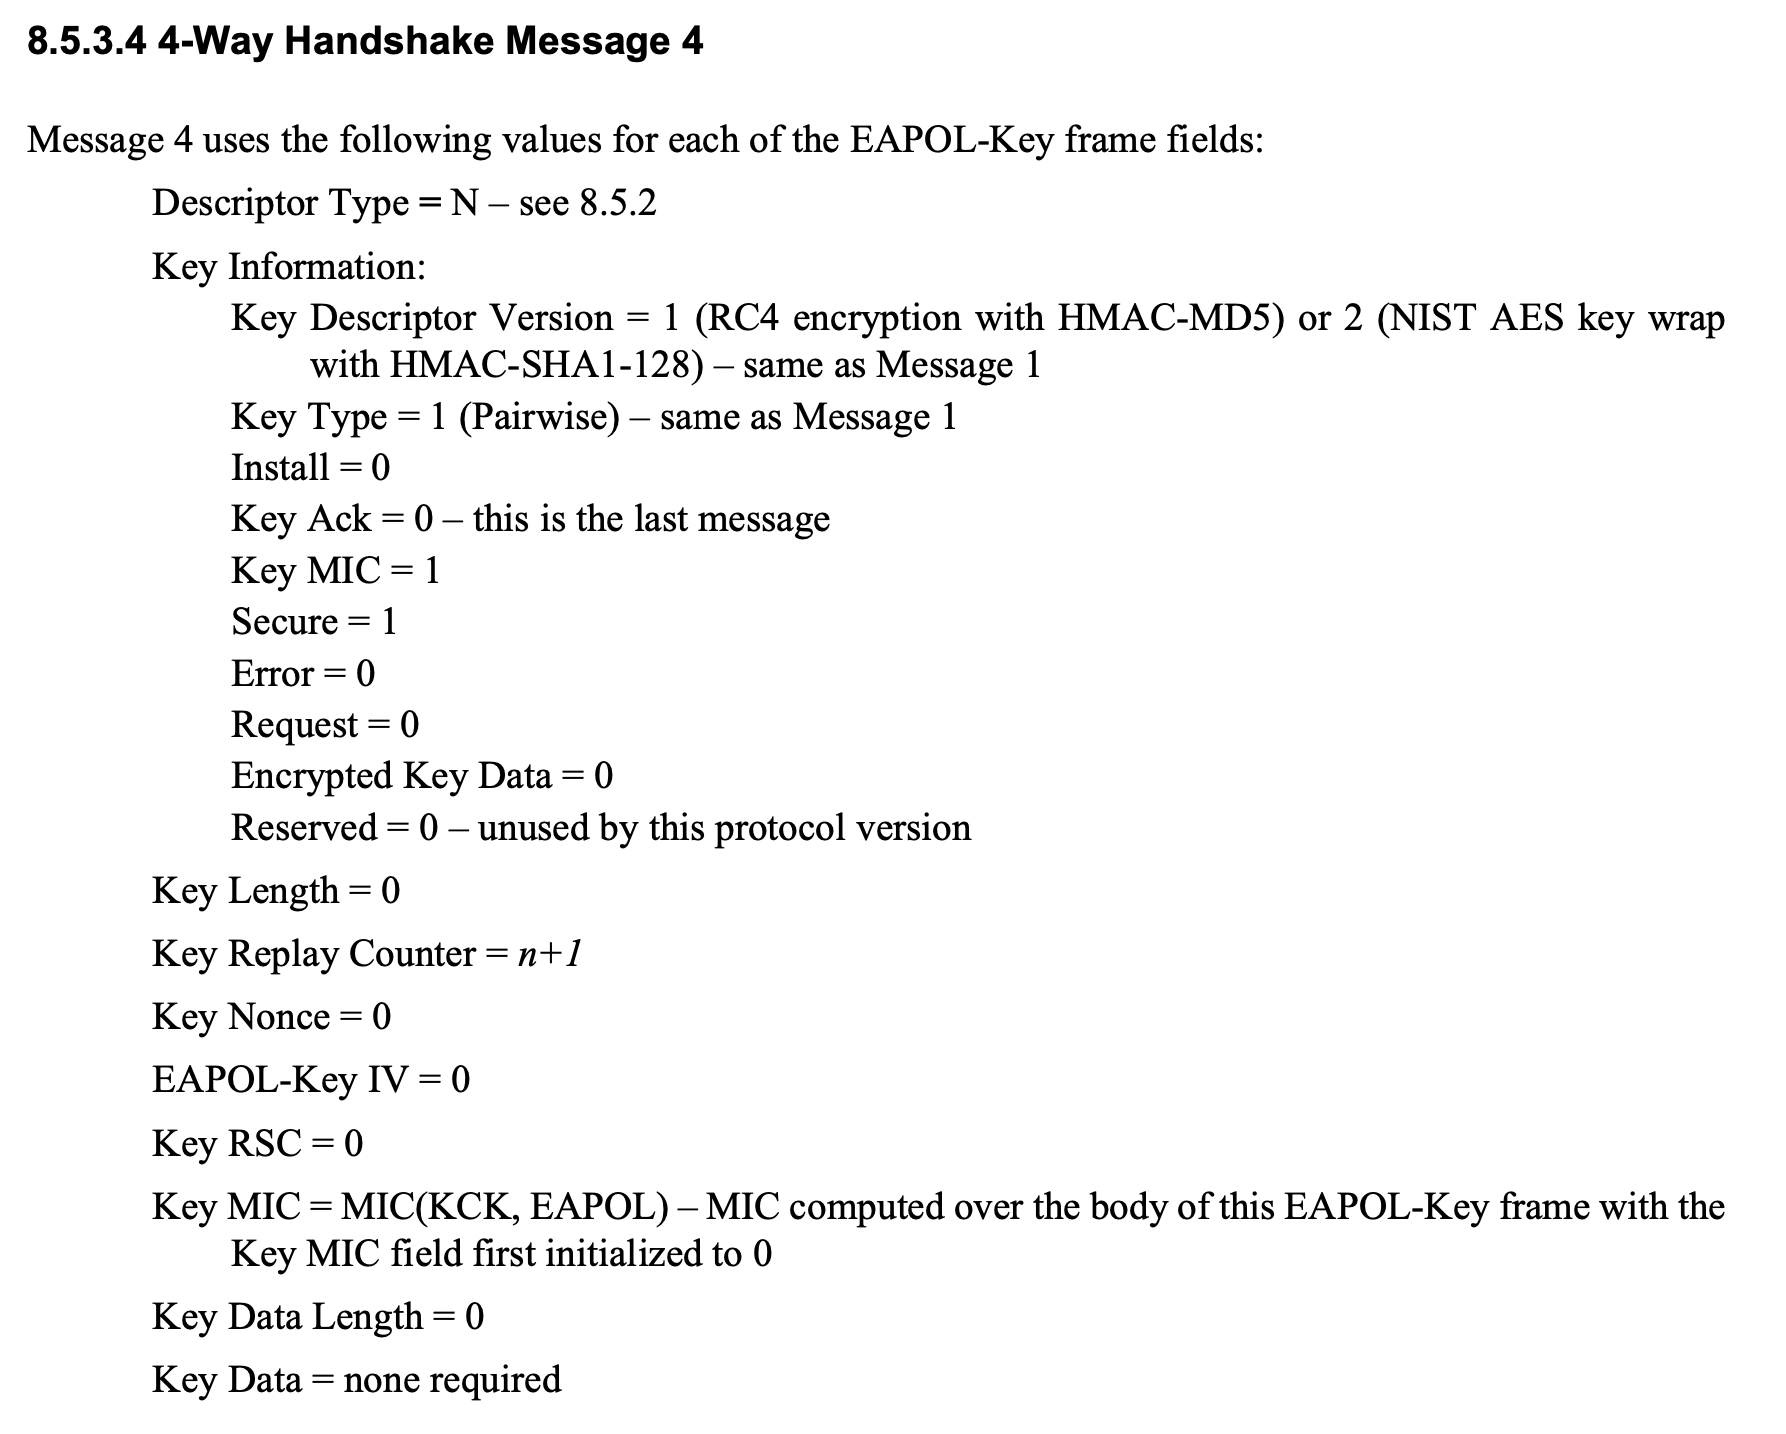 8.5.3.4 4-Way Handshake Message 4
Message 4 uses the following values for each of the EAPOL-Key frame fields:
Descriptor Type = N – see 8.5.2
Key Information:
Key Descriptor Version = 1 (RC4 encryption with HMAC-MD5) or 2 (NIST AES key wrap
with HMAC-SHA1-128) – same as Message 1
Key Type = 1 (Pairwise) – same as Message 1
Install = 0
Key Ack = 0 – this is the last message
Key MIC = 1
Secure = 1
Error = 0
Request = 0
Encrypted Key Data = 0
Reserved = 0 – unused by this protocol version
Key Length = 0
Key Replay Counter = n+1
Key Nonce = 0
EAPOL-Key IV = 0
Key RSC = 0
Key MIC = MIC(KCK, EAPOL) – MIC computed over the body of this EAPOL-Key frame with the
Key MIC field first initialized to 0
Key Data Length = 0
Key Data = none required